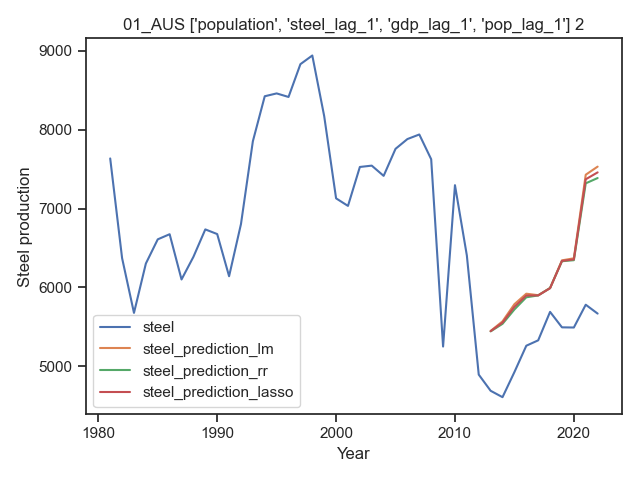 01_AUS ['population', 'steel_lag_1', 'gdp_lag_1', 'pop_lag_1'] 2
9000
8000
7000
6000
5000
Steel production
steel
steel_prediction_lm
steel_prediction_rr
steel_prediction_lasso
1980
1990
2000
2010
2020
Year